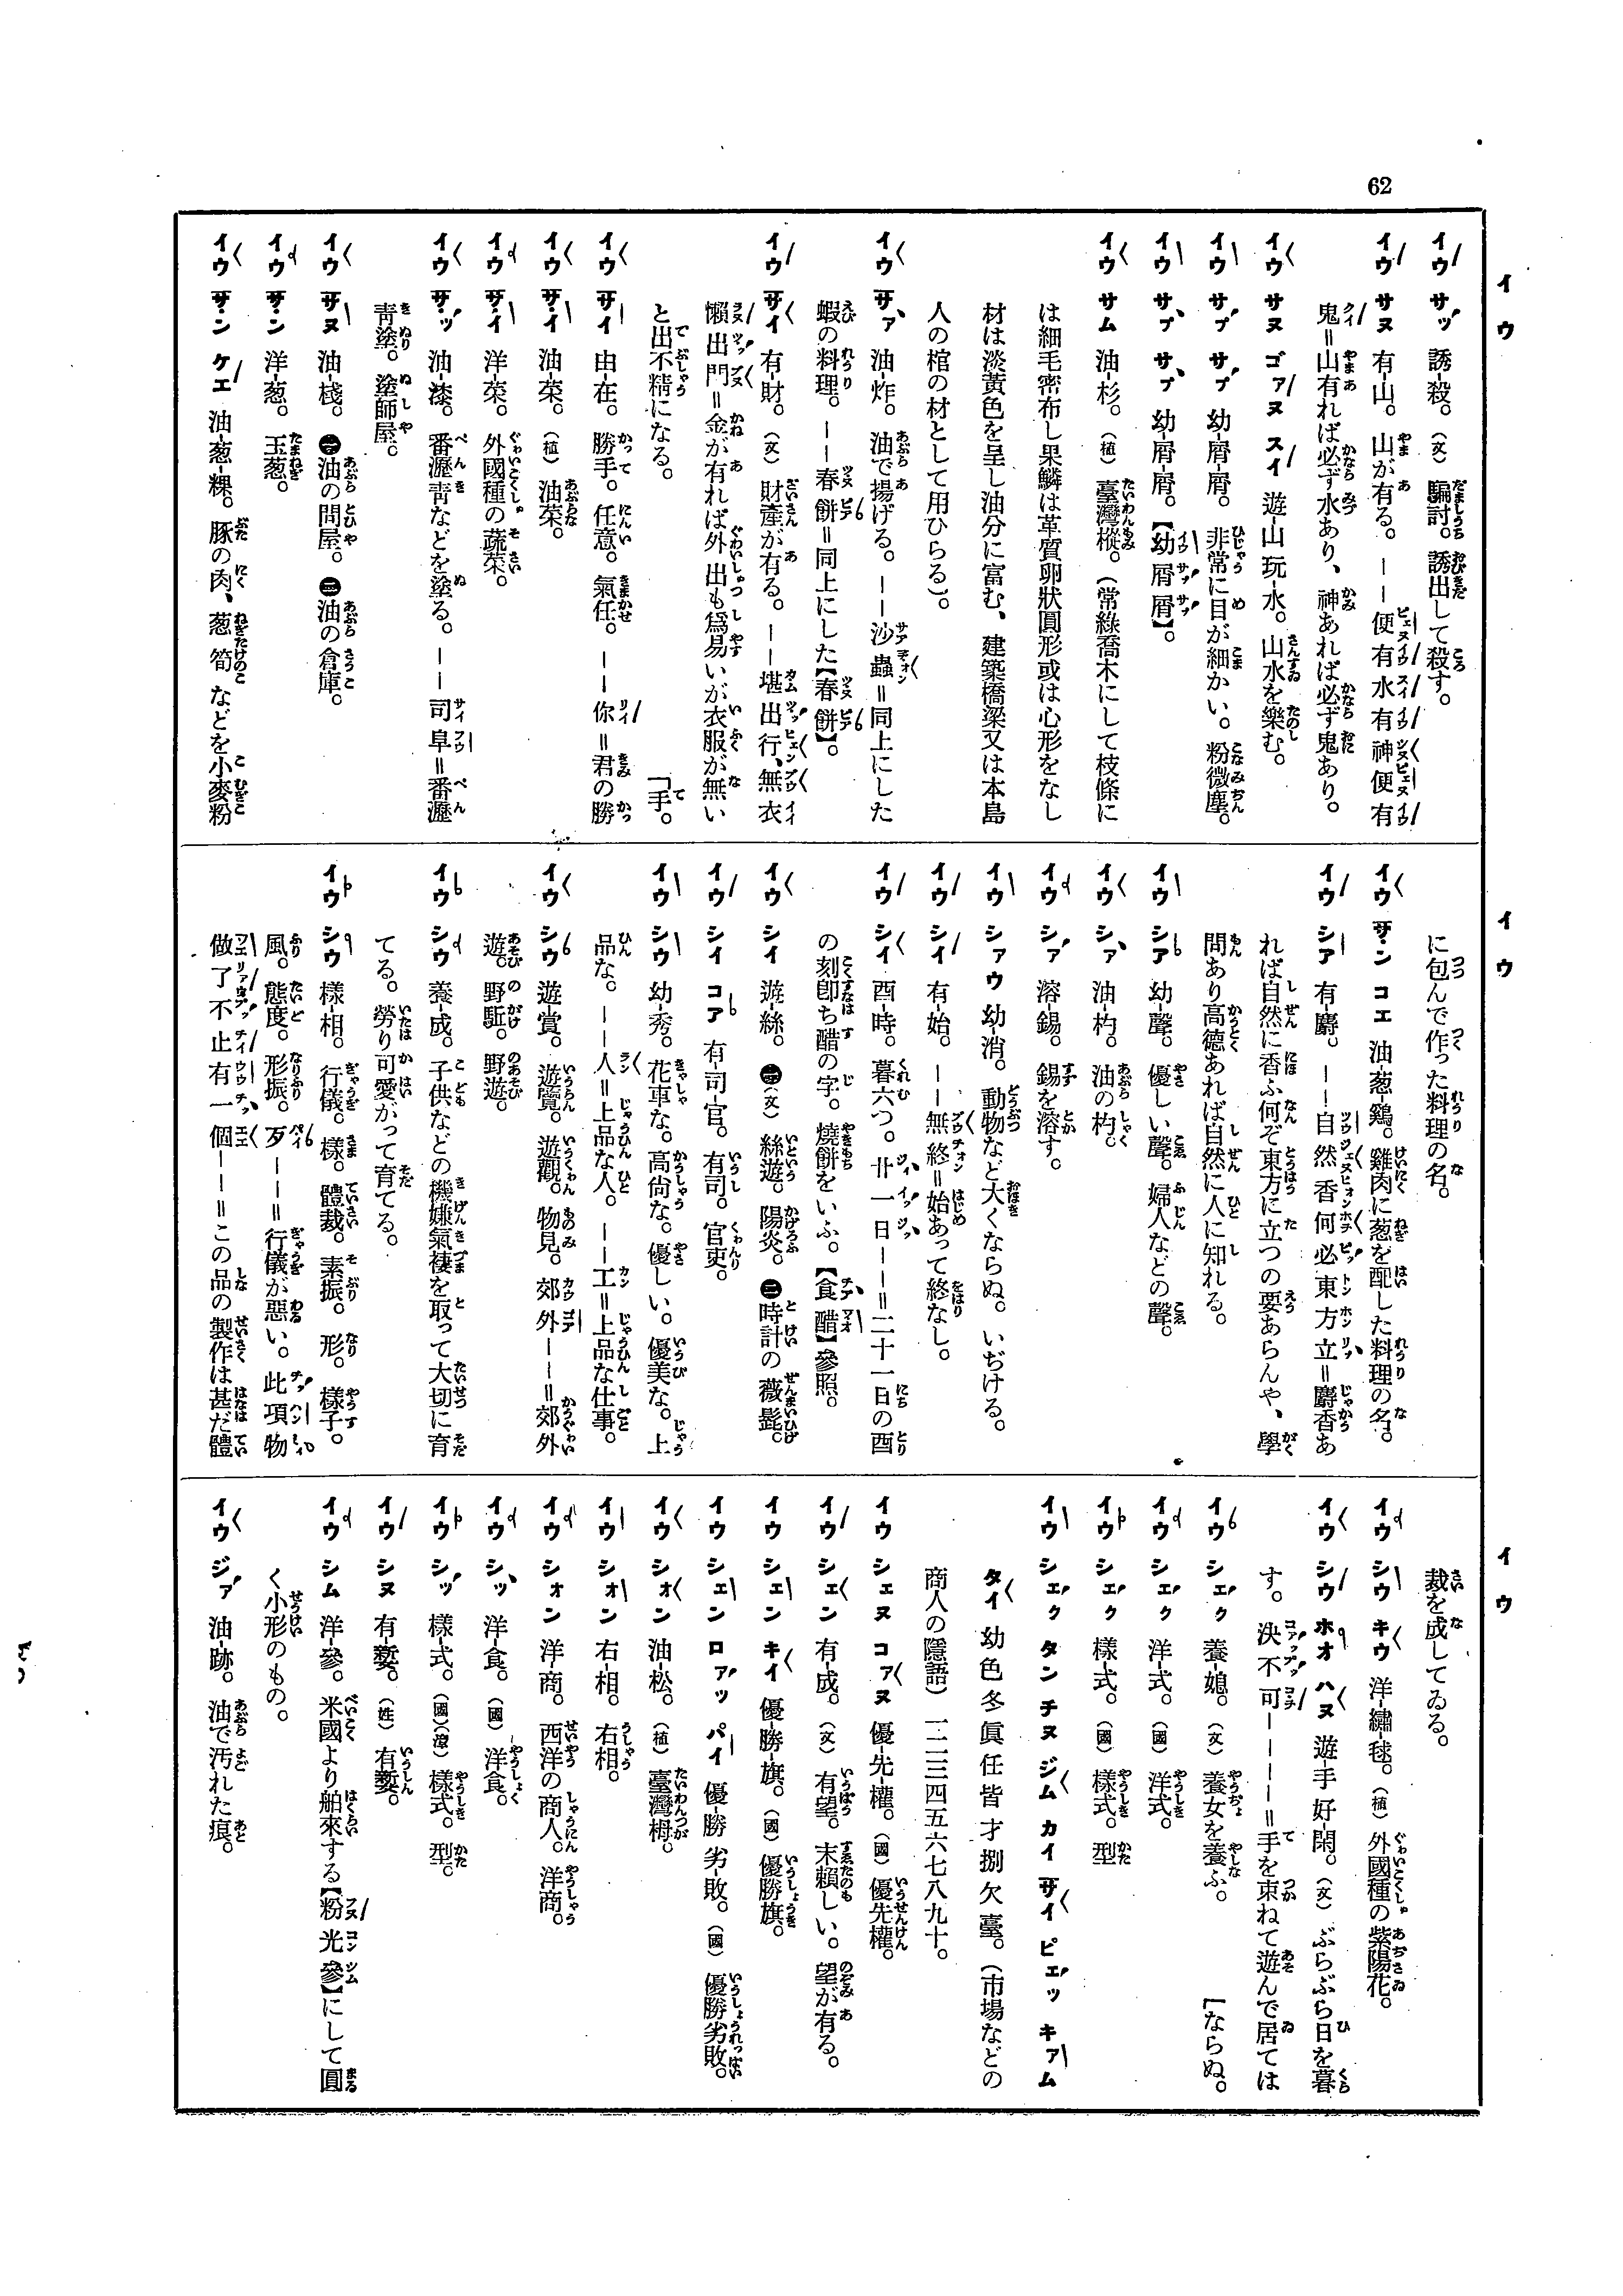 62
イウ
イウ サッ 誘-殺。(文) 騙討。誘出して殺す。
イウ サヌ 有-山。山が有る。――便有水有神便有
鬼=山有れば必ず水あり、神あれば必ず鬼あり。
イウ サヌ ゴアヌ スイ 遊-山 玩-水。山水を樂む。
イウ サプ サプ 幼-屑-屑。非常に目が細かい。粉微塵。
イウ サプ サプ 幼-屑-屑。【幼屑屑】。
イウ サム 油-杉。(植) 臺灣樅。(常綠喬木にして枝條に
は細毛密布し果鱗は革質卵狀圓形或は心形をなし
材は淡黃色を呈し油分に富む、建築橋梁又は本島
人の棺の材として用ひらる)。
イウ サァ 油-炸。油で揚げる。――沙蟲=同上にした
蝦の料理。――春餅=同上にした【春餅】。
イウ サイ 有-財。(文) 財產が有る。――堪出行、無衣
懶出門=金が有れば外出も爲易いが衣服が無い
と出不精になる。
「手。
イウ サイ 由-在。勝手。任意。氣任。――你=君の勝
イウ サイ 油-菜。(植) 油菜。
イウ サイ 洋-菜。外國種の蔬菜。
イウ サッ 油-漆。番瀝靑などを塗る。――司阜=番瀝
靑塗。塗師屋。
イウ サヌ 油-棧。㊀油の問屋。㊁油の倉庫。
イウ サン 洋-葱。玉葱。
イウ サン ケエ 油-葱-粿。豚の肉、葱、筍などを小麥粉
イウ
に包んで作った料理の名。
イウ サン コエ 油-葱-鷄。雞肉に葱を配した料理の名。
イウ シア 有-麝。――自然香何必東方立=麝香あ
れば自然に香ふ何ぞ東方に立つの要あらんや、學
問あり高德あれば自然に人に知れる。
イウ シア 幼-聲。優しい聲。婦人などの聲。
イウ シァ 油-杓。油の杓。
イウ シァ 溶-錫。錫を溶す。
イウ シァウ 幼-消。動物など大くならぬ。いぢける。
イウ シイ 有-始。――無終=始あって終なし。
イウ シイ 酉-時。暮六つ。廿一日――=二十一日の酉
の刻卽ち醋の字。燒餅をいふ。【食醋】參照。
イウ シイ 遊-絲。㊀(文) 絲遊。陽炎。㊁時計の薇髭。
イウ シイ コア 有-司-官。有司。官吏。
イウ シウ 幼-秀。花車な。高尙な。優しい。優美な。上
品な。――人=上品な人。――工=上品な仕事。
イウ シウ 遊-賞。遊覽。遊觀。物見。郊外――=郊外
遊。野駈。野遊。
イウ シウ 養-成。子供などの機嫌氣褄を取って大切に育
てる。勞り可愛がって育てる。
イウ シウ 樣-相。行儀。樣。體裁。素振。形。樣子。
風。態度。形振。歹――=行儀が惡い。此項物
做了不止有一個――=この品の製作は甚だ體
イウ
裁を成してゐる。
イウ シウ キウ 洋-繡-毬。(植) 外國種の紫陽花。
イウ シウ ホオ ハヌ 遊-手 好-閑。(文) ぶらぶら日を暮
す。決不可――――=手を束ねて遊んで居ては
「ならぬ。
イウ シェク 養-媳。(文) 養女を養ふ。
イウ シェク 洋-式。洋式。
イウ シェク 樣-式。(國) 樣式。型
イウ シェク タン チヌ ジム カイ サイ ピェッ キアム
タイ 幼 色 冬 眞 任 皆 才 捌 欠 臺。(市場などの
商人の隱語) 一二三四五六七八九十。
イウ シェヌ コアヌ 優-先-權。(國) 優先權。
イウ シェン 有-成。(文) 有望。末賴しい。望が有る。
イウ シェン キイ 優-勝-旗。(國) 優勝旗。
イウ シェン ロアッ パイ 優-勝 劣-敗。(國) 優勝劣敗。
イウ シォン 油-松。(植) 臺灣栂。
イウ シォン 右-相。右相。
イウ シォン 洋-商。西洋の商人。洋商。
イウ シッ 洋-食。(國) 洋食。
イウ シッ 樣-式。(國) 樣式。型。
イウ シヌ 有-㜪。(姓)
イウ シム 洋-參。米國より舶來する【粉光參】にして圓
く小形のもの。
イウ ジァ 油-跡。油で汚れた痕。